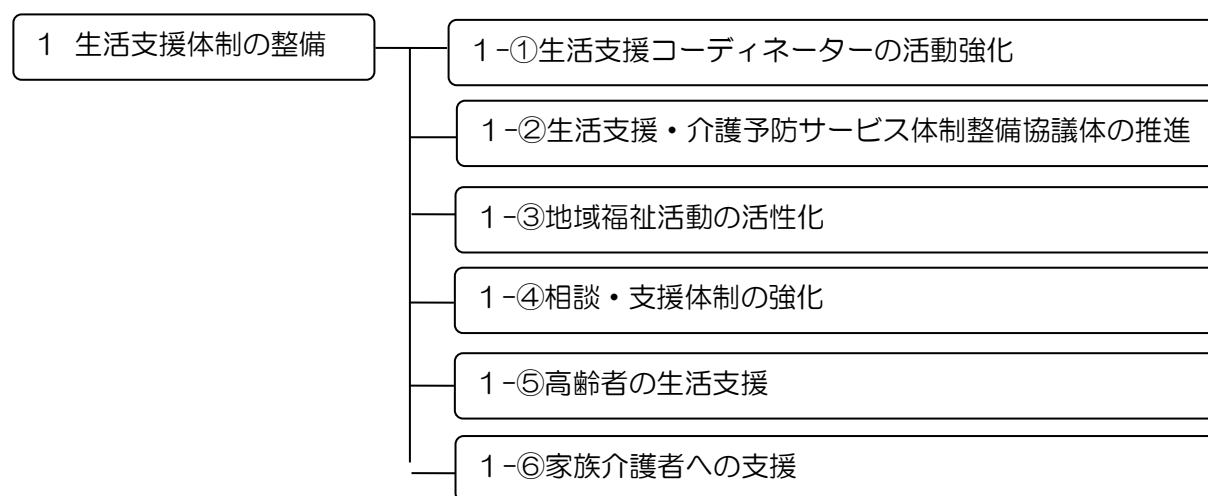 1 生活支援体制の整備
1-①生活支援コーディネーターの活動強化
1-②生活支援・介護予防サービス体制整備協議体の推進
1-③地域福祉活動の活性化
1-④相談・支援体制の強化
1-⑤高齢者の生活支援
1-⑥家族介護者への支援